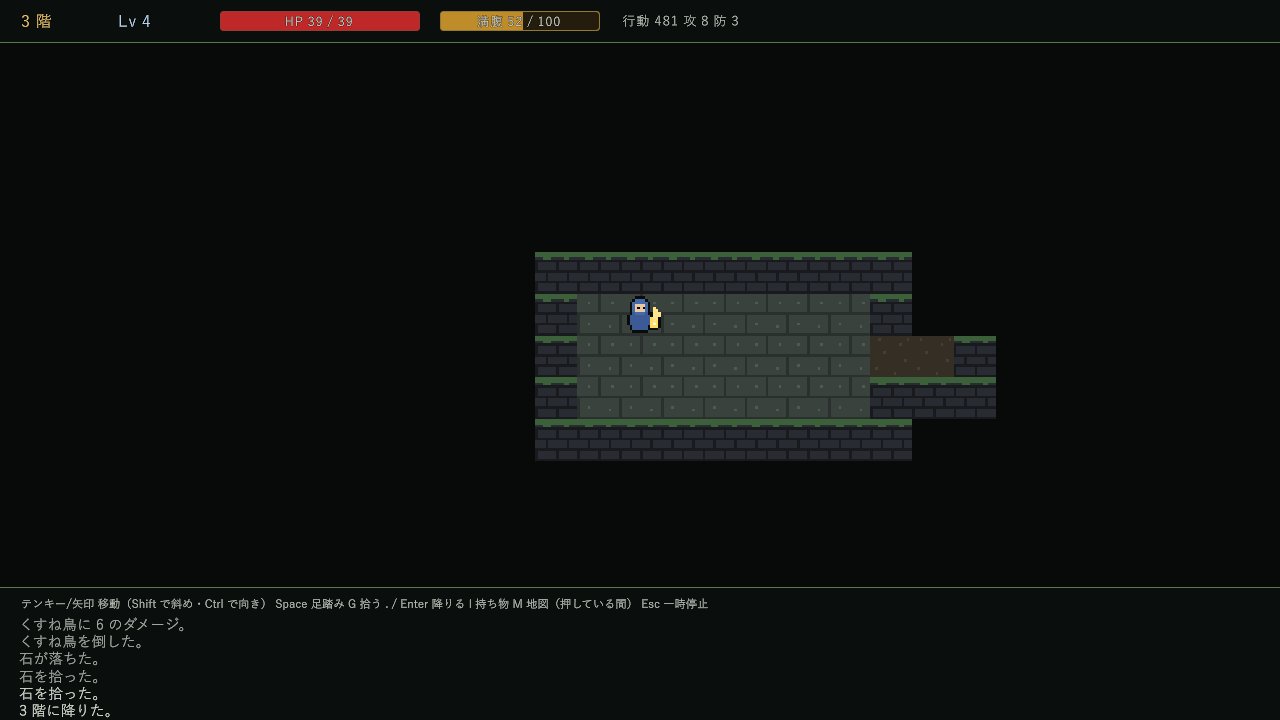 3 階 Lv 4 HP 39 / 39 満腹 52 / 100 行動 481 攻 8 防 3
テンキー/矢印 移動（Shift で斜め・Ctrl で向き） Space 足踏み G 拾う . / Enter 降りる I 持ち物 M 地図（押している間） Esc 一時停止
くすね鳥に 6 のダメージ。
くすね鳥を倒した。
石が落ちた。
石を拾った。
石を拾った。
3 階に降りた。